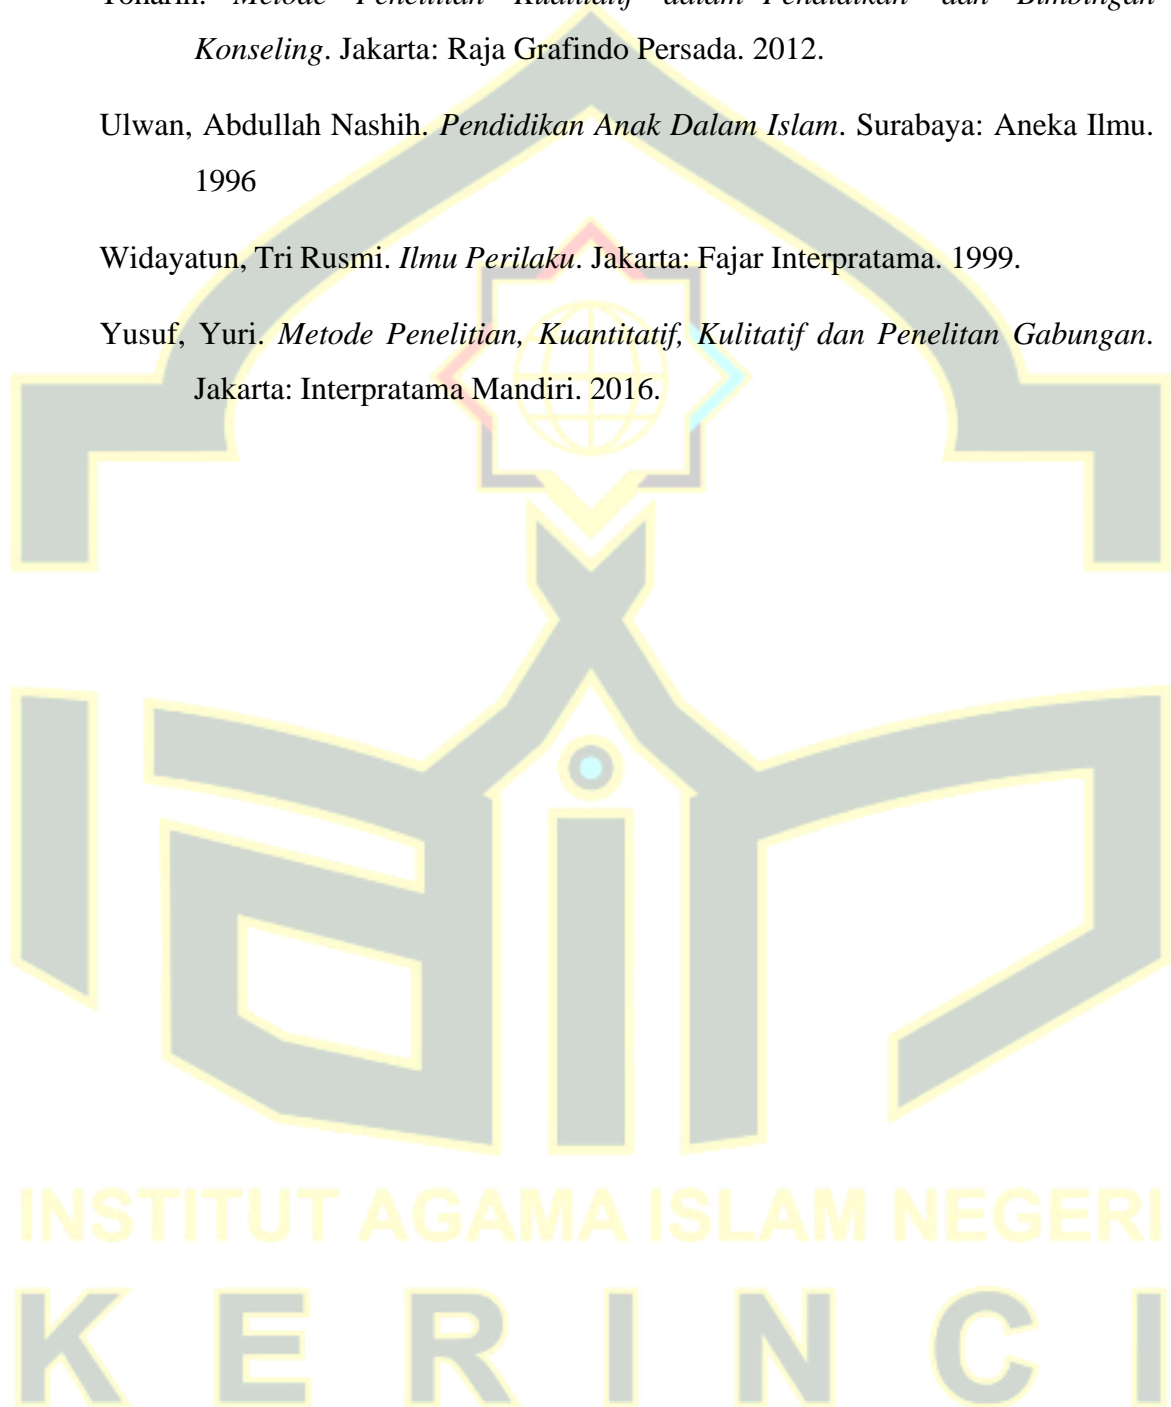 Tohirin. Metode Penelitian Kualitatif dalam Pendidikan dan Bimbingan
Konseling. Jakarta: Raja Grafindo Persada. 2012.
Ulwan, Abdullah Nashih. Pendidikan Anak Dalam Islam. Surabaya: Aneka Ilmu.
1996
Widayatun, Tri Rusmi. Ilmu Perilaku. Jakarta: Fajar Interpratama. 1999.
Yusuf, Yuri. Metode Penelitian, Kuantitatif, Kulitatif dan Penelitan Gabungan.
Jakarta: Interpratama Mandiri. 2016.
iain
INSTITUT AGAMA ISLAM NEGERI
KERINCI